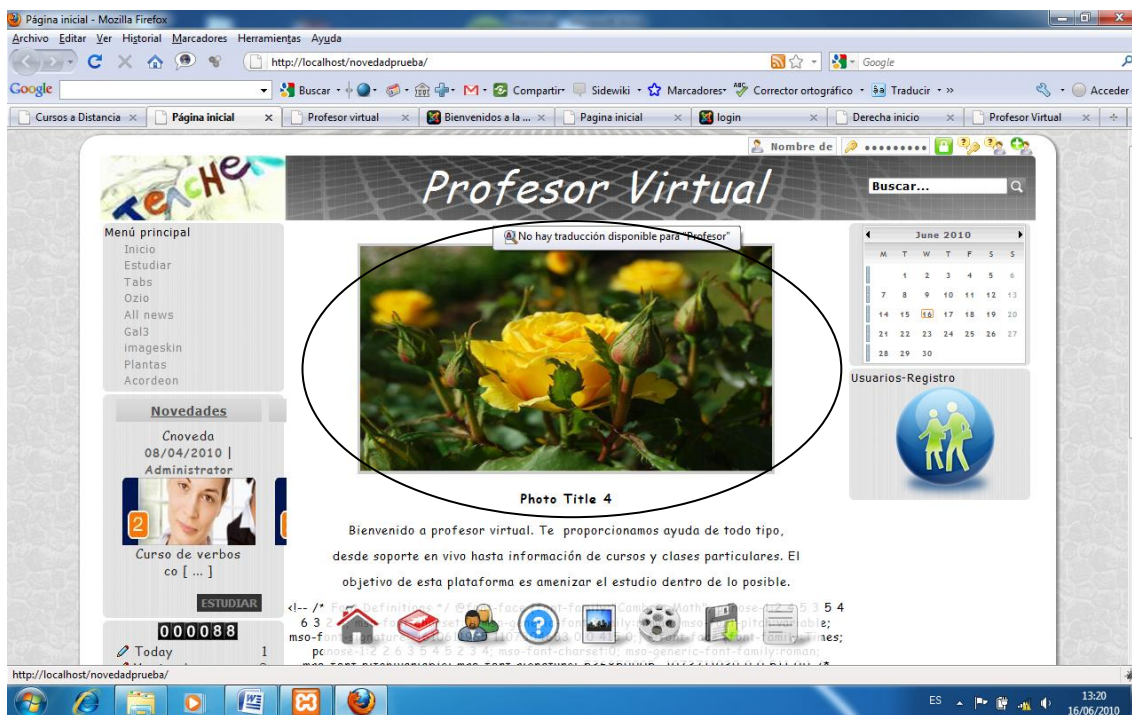 Página inicial - Mozilla Firefox
Archivo Editar Ver Historial Marcadores Herramientas Ayuda
http://localhost/novedadprueba/
Google
Google Buscar Compartir Sidewiki Marcadores Corrector ortográfico Traducir » Acceder
Cursos a Distancia Página inicial Profesor virtual Bienvenidos a la ... Pagina inicial login Derecha inicio Profesor Virtual
Nombre de
TEACHER
Profesor Virtual
Buscar...
No hay traducción disponible para "Profesor"
Menú principal
Inicio
Estudiar
Tabs
Ozio
All news
Gal3
imageskin
Plantas
Acordeon
Novedades
Cnoveda
08/04/2010 |
Administrator
2
Curso de verbos
co [ ... ]
ESTUDIAR
000088
Today 1
Photo Title 4
Bienvenido a profesor virtual. Te proporcionamos ayuda de todo tipo,
desde soporte en vivo hasta información de cursos y clases particulares. El
objetivo de esta plataforma es amenizar el estudio dentro de lo posible.
<!-- /* Font Definitions */
June 2010
M T W T F S S
1 2 3 4 5 6
7 8 9 10 11 12 13
14 15 16 17 18 19 20
21 22 23 24 25 26 27
28 29 30
Usuarios-Registro
http://localhost/novedadprueba/
ES
13:20
16/06/2010